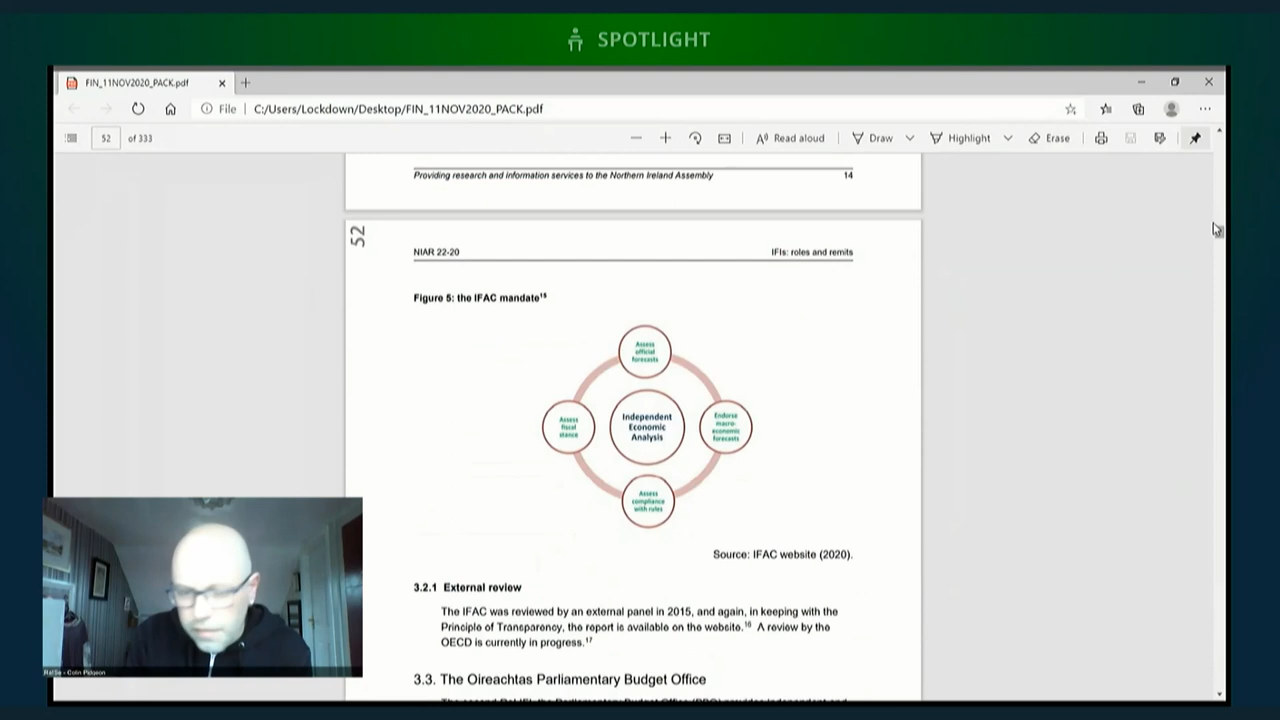 SPOTLIGHT
FIN_11NOV2020_PACK.pdf
File C:/Users/Lockdown/Desktop/FIN_11NOV2020_PACK.pdf
52 of 333
Read aloud
Draw
Highlight
Erase
Providing research and information services to the Northern Ireland Assembly 14
52
NIAR 22-20 IFIs: roles and remits
Figure 5: the IFAC mandate
Assess
official
forecasts
Assess
fiscal
stance
Independent
Economic
Analysis
Endorse
macro-
economic
forecasts
Assess
compliance
with rules
Source: IFAC website (2020).
3.2.1 External review
The IFAC was reviewed by an external panel in 2015, and again, in keeping with the
Principle of Transparency, the report is available on the website.16 A review by the
OECD is currently in progress.17
3.3. The Oireachtas Parliamentary Budget Office
- Colin Pidgeon